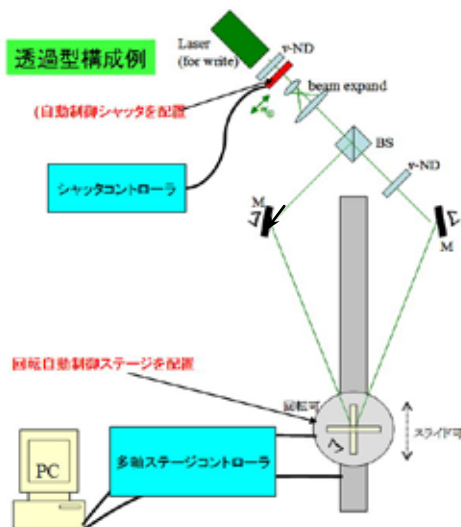 透過型構成例
Laser
(for write)
v-ND
(自動制御シャッタを配置
beam expand
BS
シャッタコントローラ
v-ND
M
M
回転自動制御ステージを配置
回転可
スライド可
多軸ステージコントローラ
PC